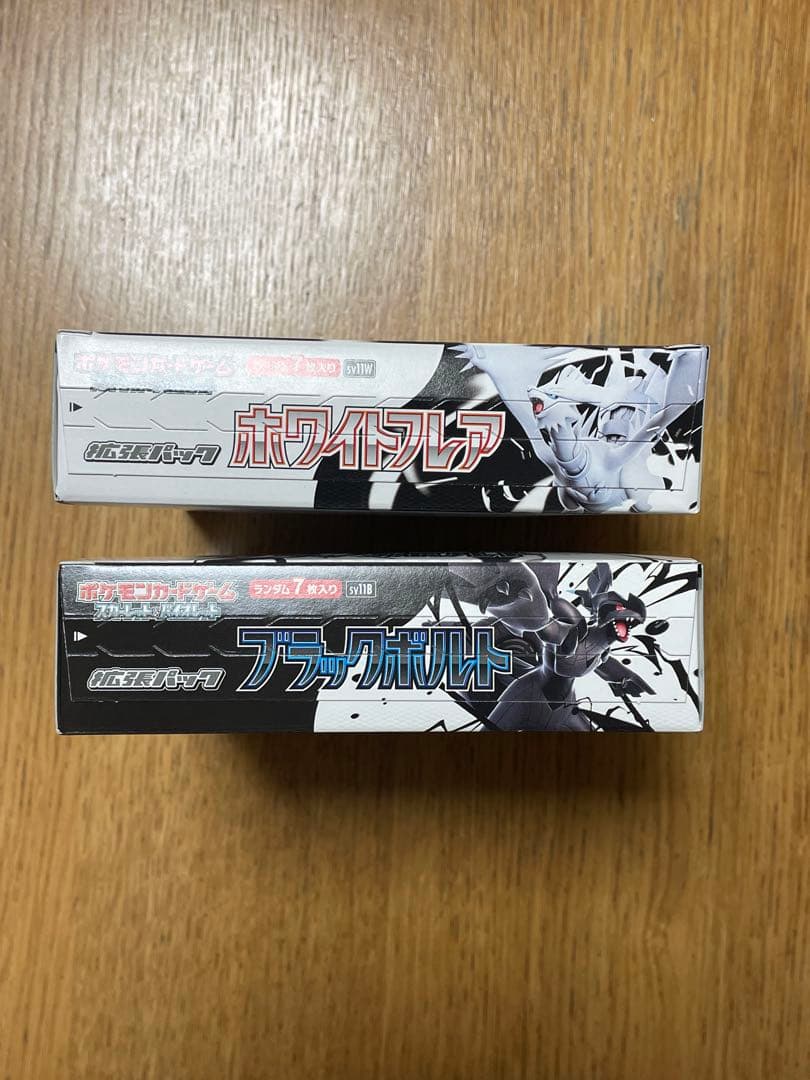 ポケモンカードゲーム
ランダム7枚入り sv11W
拡張パック ホワイトフレア
ポケモンカードゲーム
スカーレット&バイオレット
ランダム7枚入り sv11B
拡張パック ブラックボルト